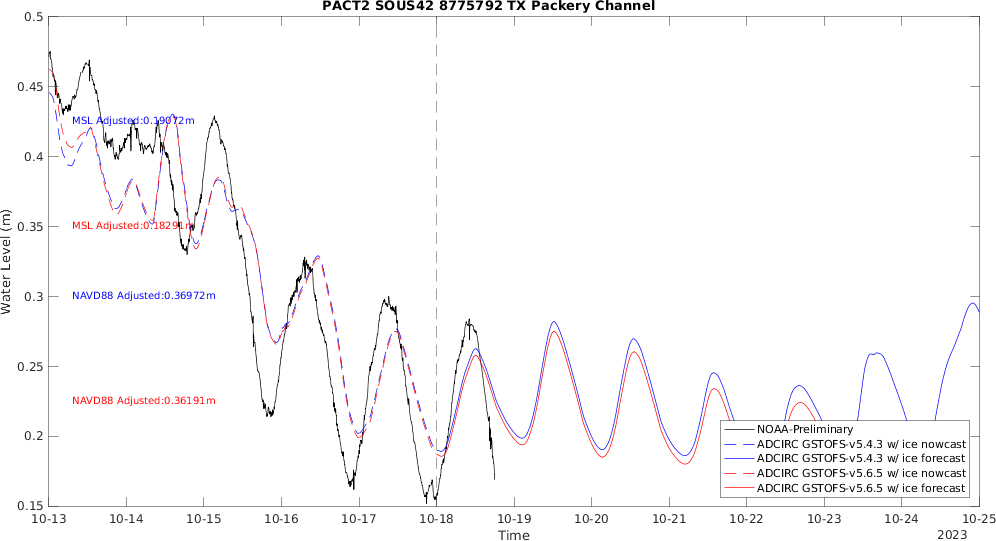 PACT2 SOUS42 8775792 TX Packery Channel
0.5
0.45
0.4
0.35
0.3
0.25
0.2
0.15
Water Level (m)
MSL Adjusted:0.19072m
MSL Adjusted:0.18291m
NAVD88 Adjusted:0.36972m
NAVD88 Adjusted:0.36191m
NOAA-Preliminary
ADCIRC GSTOFS-v5.4.3 w/ ice nowcast
ADCIRC GSTOFS-v5.4.3 w/ ice forecast
ADCIRC GSTOFS-v5.6.5 w/ ice nowcast
ADCIRC GSTOFS-v5.6.5 w/ ice forecast
10-13 10-14 10-15 10-16 10-17 10-18 10-19 10-20 10-21 10-22 10-23 10-24 10-25
Time
2023